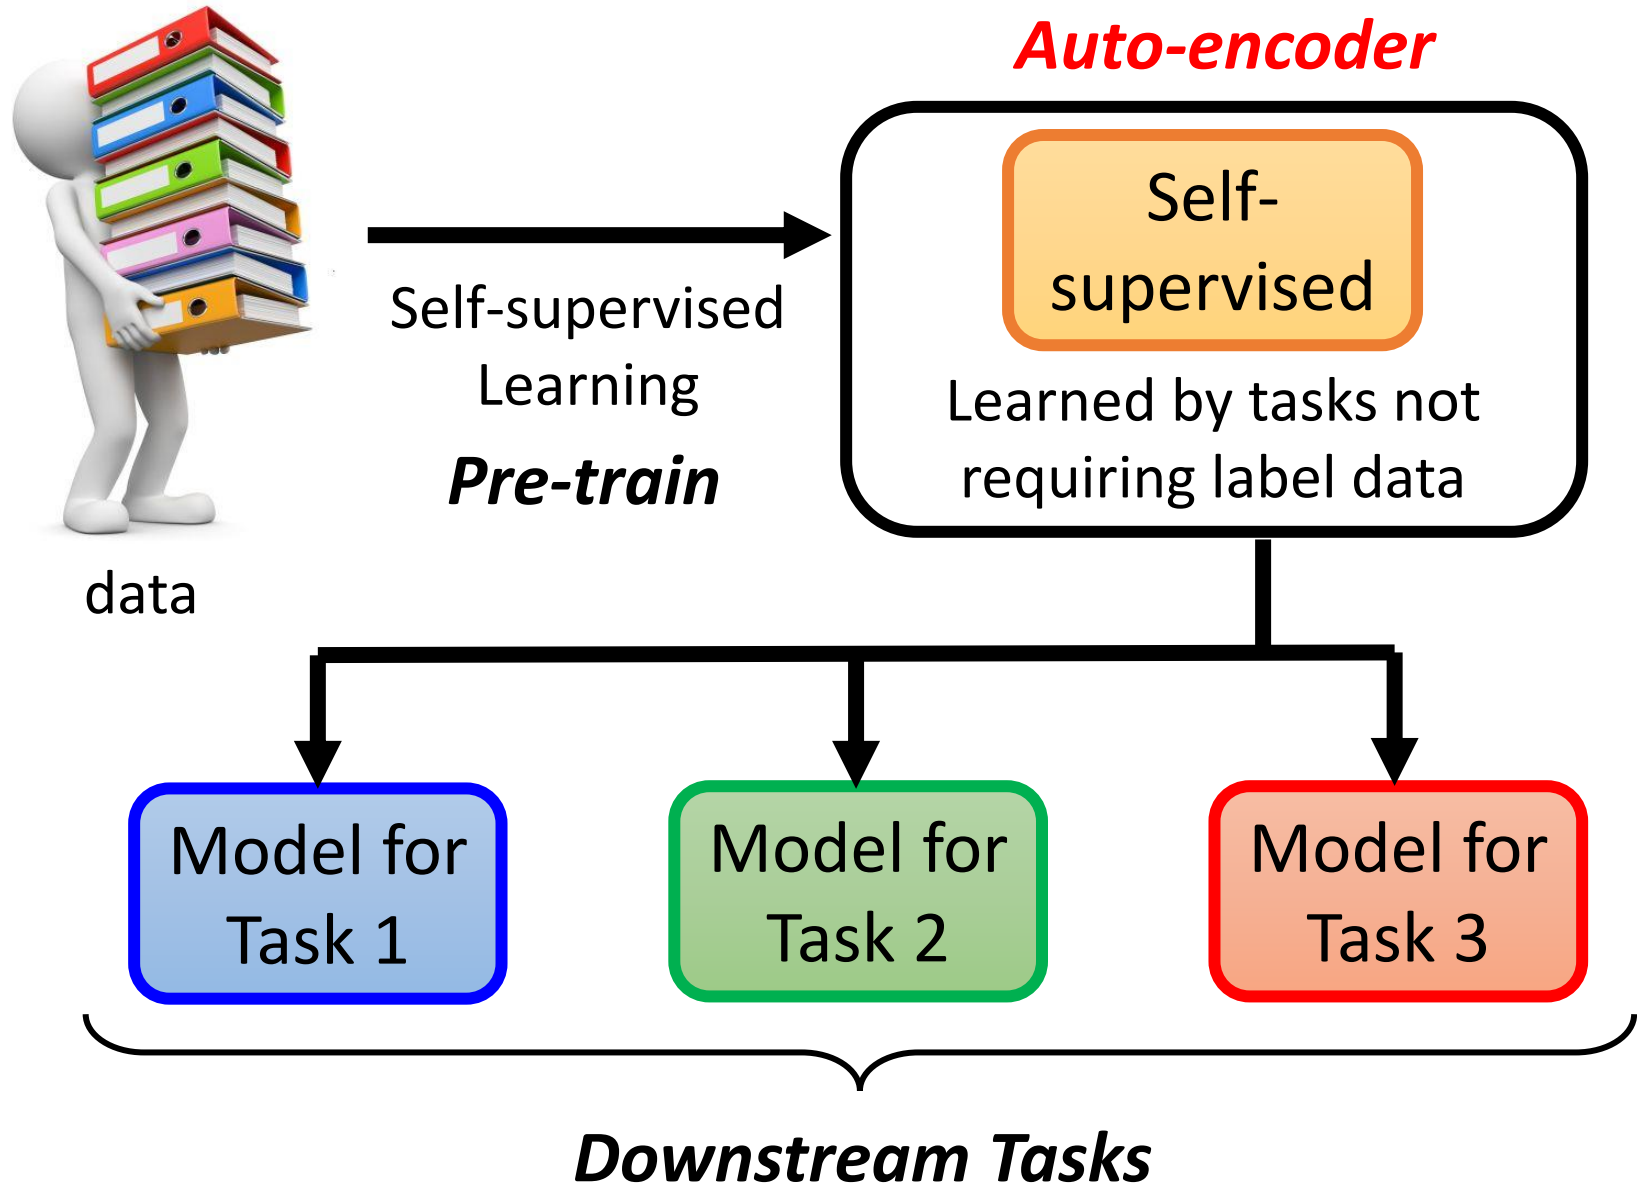 Auto-encoder
Self-
supervised
Learned by tasks not
requiring label data
Self-supervised
Learning
Pre-train
data
Model for
Task 1
Model for
Task 2
Model for
Task 3
Downstream Tasks